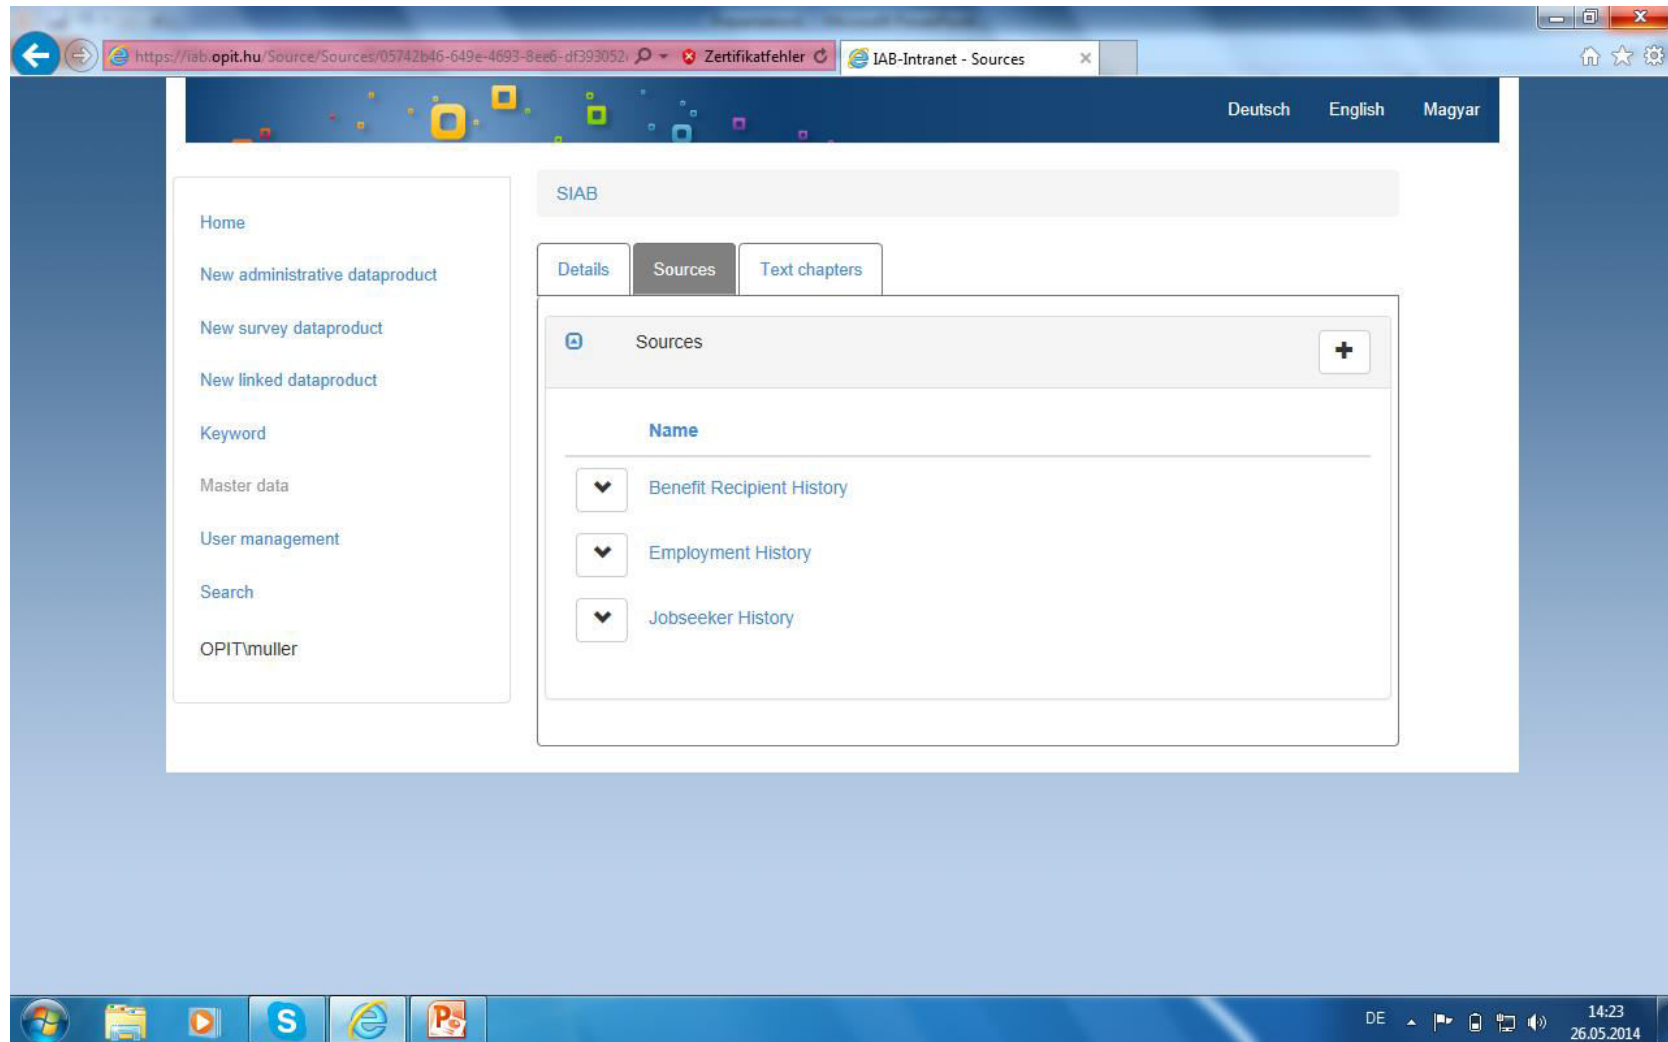 https://iab.opit.hu/Source/Sources/05742b46-649e-4693-8ee6-df393052 Zertifikatfehler IAB-Intranet - Sources
Deutsch English Magyar
SIAB
Home
New administrative dataproduct
New survey dataproduct
New linked dataproduct
Keyword
Master data
User management
Search
OPIT\muller
Details Sources Text chapters
Sources
Name
Benefit Recipient History
Employment History
Jobseeker History
DE 14:23
26.05.2014